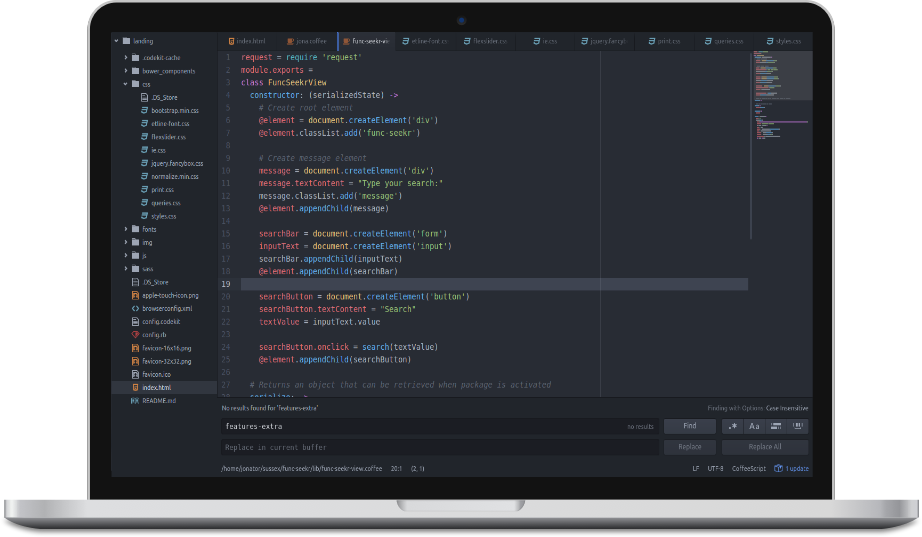 landing
.codekit-cache
bower_components
css
.DS_Store
bootstrap.min.css
etline-font.css
flexslider.css
ie.css
jquery.fancybox.css
normalize.min.css
print.css
queries.css
styles.css
fonts
img
js
sass
.DS_Store
apple-touch-icon.png
browserconfig.xml
config.codekit
config.rb
favicon-16x16.png
favicon-32x32.png
favicon.ico
index.html
README.md
index.html
jona.coffee
func-seekr-vie
etline-font.cs
flexslider.css
ie.css
jquery.fancyb
print.css
queries.css
styles.css
1 request = require 'request'
2 module.exports =
3 class FuncSeekrView
4 constructor: (serializedState) ->
5 # Create root element
6 @element = document.createElement('div')
7 @element.classList.add('func-seekr')
8
9 # Create message element
10 message = document.createElement('div')
11 message.textContent = "Type your search:"
12 message.classList.add('message')
13 @element.appendChild(message)
14
15 searchBar = document.createElement('form')
16 inputText = document.createElement('input')
17 searchBar.appendChild(inputText)
18 @element.appendChild(searchBar)
19
20 searchButton = document.createElement('button')
21 searchButton.textContent = "Search"
22 textValue = inputText.value
23
24 searchButton.onclick = search(textValue)
25 @element.appendChild(searchButton)
26
27 # Returns an object that can be retrieved when package is activated
No results found for 'features-extra'
Finding with Options: Case Insensitive
features-extra
no results
Find
.*
Aa
Replace in current buffer
Replace
Replace All
/home/jonator/sussex/func-seekr/lib/func-seekr-view.coffee 20:1 (2, 1)
LF UTF-8 CoffeeScript 1 update